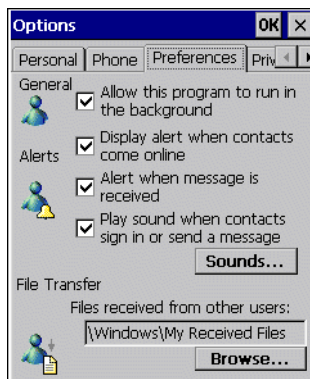 Options OK ×
Personal Phone Preferences Priv
General
Allow this program to run in
the background
Alerts
Display alert when contacts
come online
Alert when message is
received
Play sound when contacts
sign in or send a message
Sounds...
File Transfer
Files received from other users:
\Windows\My Received Files
Browse...